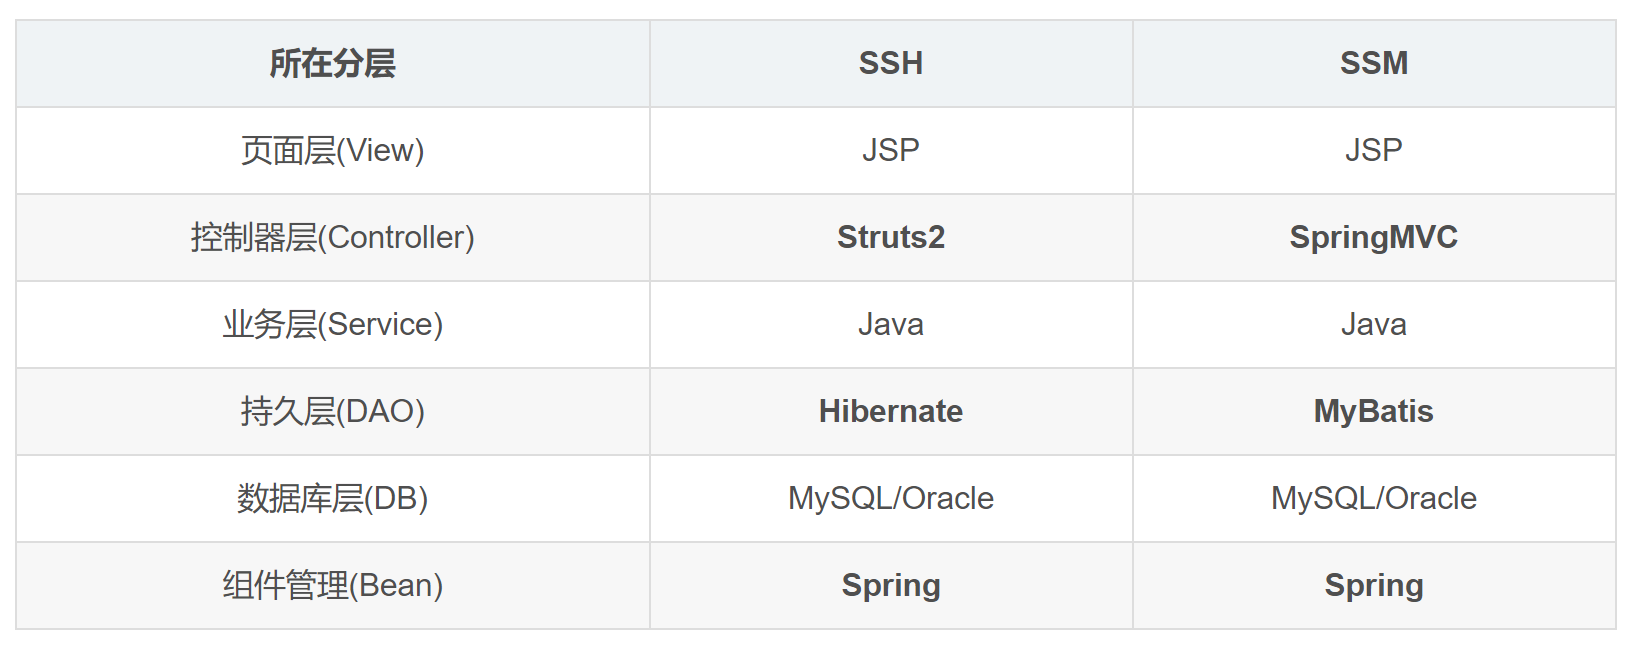 所在分层 SSH SSM
页面层(View) JSP JSP
控制器层(Controller) Struts2 SpringMVC
业务层(Service) Java Java
持久层(DAO) Hibernate MyBatis
数据库层(DB) MySQL/Oracle MySQL/Oracle
组件管理(Bean) Spring Spring